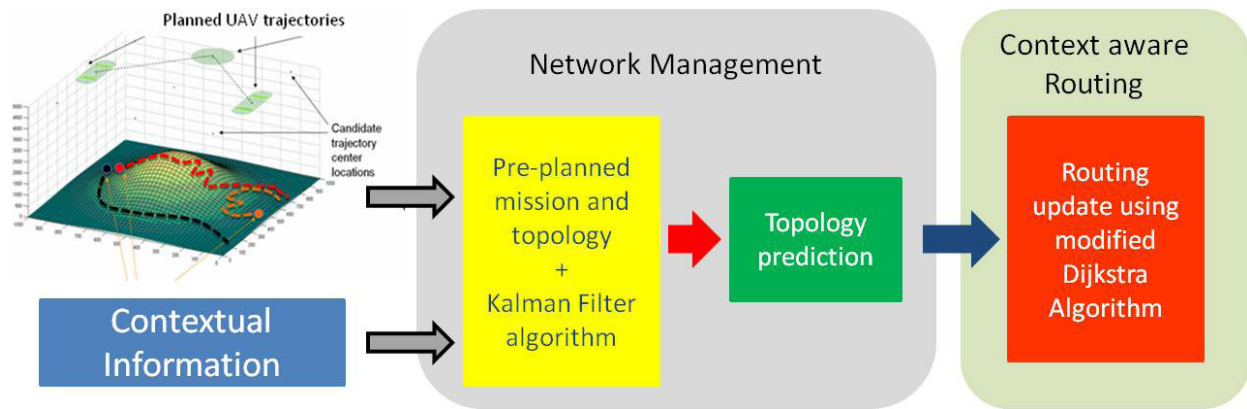 Planned UAV trajectories
Candidate
trajectory
center
locations
Contextual
Information
Network Management
Pre-planned
mission and
topology
+
Kalman Filter
algorithm
Topology
prediction
Context aware
Routing
Routing
update using
modified
Dijkstra
Algorithm